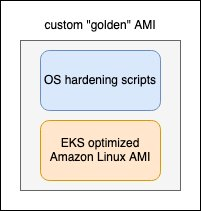 custom "golden" AMI
OS hardening scripts
EKS optimized
Amazon Linux AMI